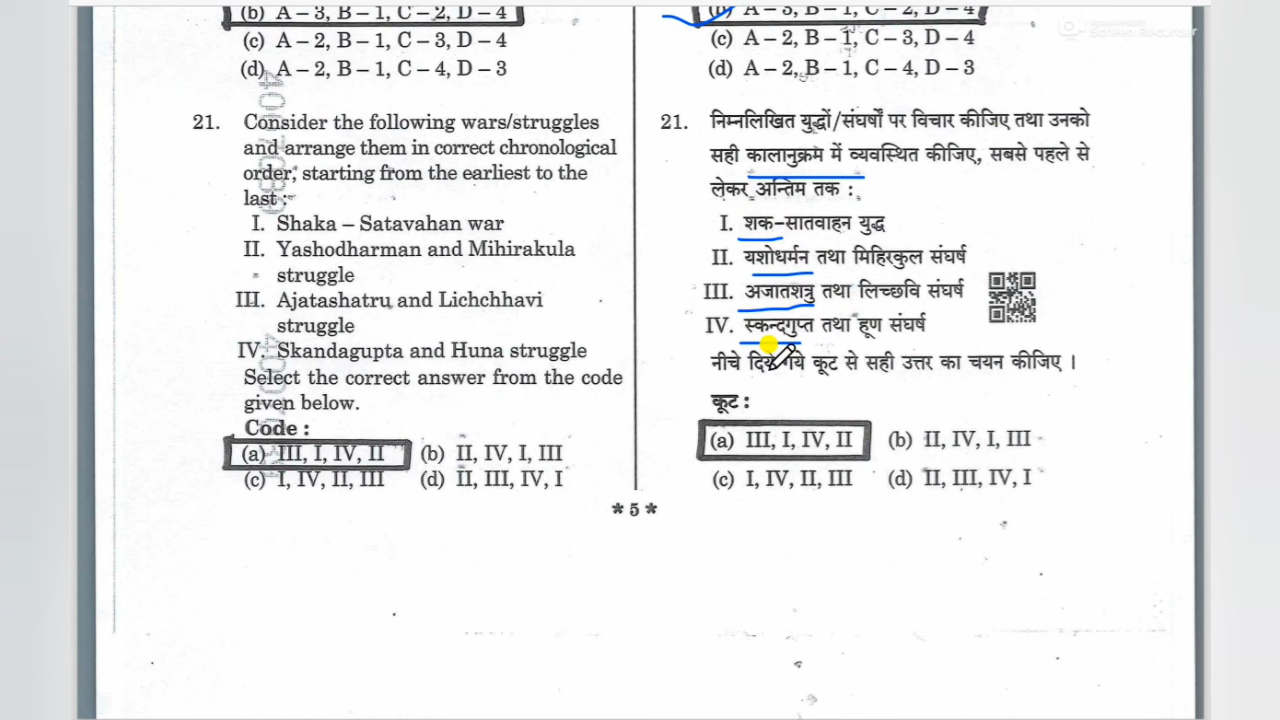 (b) A – 3, B – 1, C – 2, D – 4
(c) A – 2, B – 1, C – 3, D – 4
(d) A – 2, B – 1, C – 4, D – 3
21. Consider the following wars/struggles
and arrange them in correct chronological
order, starting from the earliest to the
last :
I. Shaka – Satavahan war
II. Yashodharman and Mihirakula
struggle
III. Ajatashatru and Lichchhavi
struggle
IV. Skandagupta and Huna struggle
Select the correct answer from the code
given below.
Code :
(a) III, I, IV, II (b) II, IV, I, III
(c) I, IV, II, III (d) II, III, IV, I
(b) A – 3, B – 1, C – 2, D – 4
(c) A – 2, B – 1, C – 3, D – 4
(d) A – 2, B – 1, C – 4, D – 3
21. निम्नलिखित युद्धों/संघर्षों पर विचार कीजिए तथा उनको
सही कालानुक्रम में व्यवस्थित कीजिए, सबसे पहले से
लेकर अन्तिम तक :
I. शक–सातवाहन युद्ध
II. यशोधर्मन तथा मिहिरकुल संघर्ष
III. अजातशत्रु तथा लिच्छवि संघर्ष
IV. स्कन्दगुप्त तथा हूण संघर्ष
नीचे दिये गये कूट से सही उत्तर का चयन कीजिए ।
कूट :
(a) III, I, IV, II (b) II, IV, I, III
(c) I, IV, II, III (d) II, III, IV, I
* 5 *
Screen Recorder